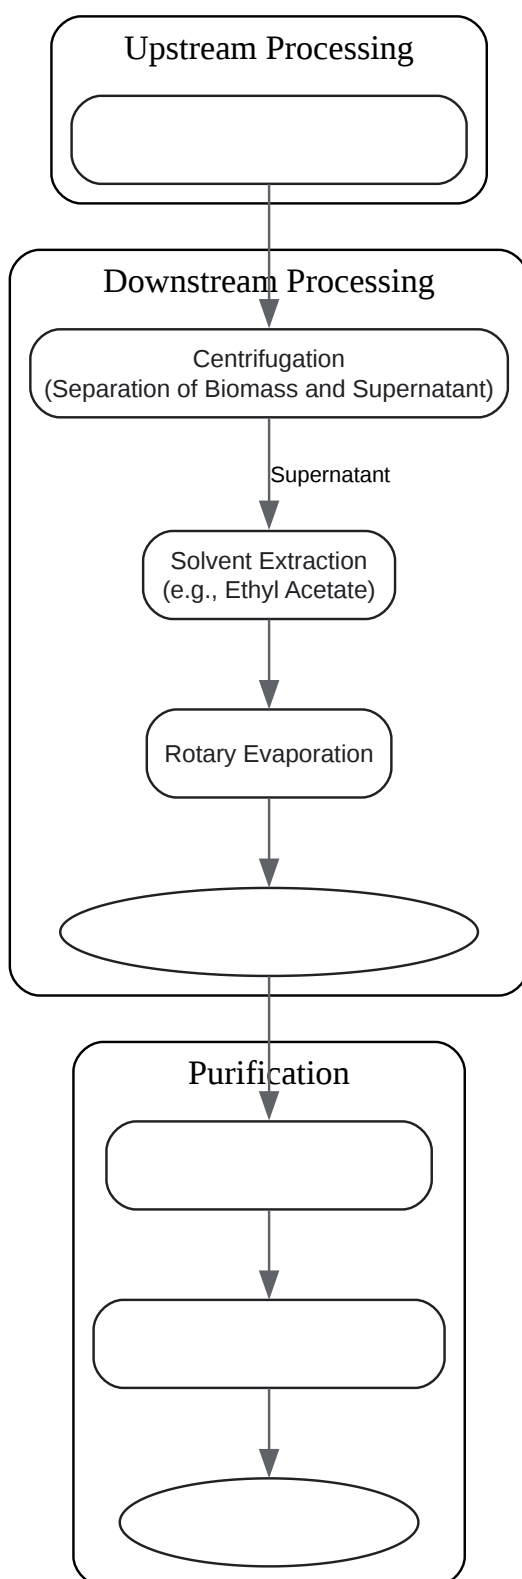 Upstream Processing
Downstream Processing
Centrifugation
(Separation of Biomass and Supernatant)
Supernatant
Solvent Extraction
(e.g., Ethyl Acetate)
Rotary Evaporation
Purification